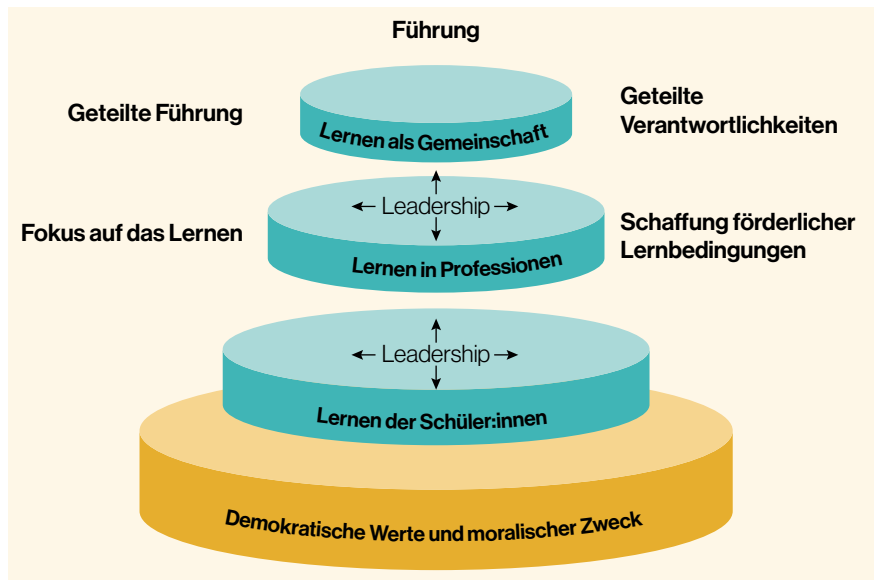 Führung
Geteilte Führung
Geteilte
Verantwortlichkeiten
Lernen als Gemeinschaft
Leadership
Fokus auf das Lernen
Schaffung förderlicher
Lernbedingungen
Lernen in Professionen
Leadership
Lernen der Schüler:innen
Demokratische Werte und moralischer Zweck